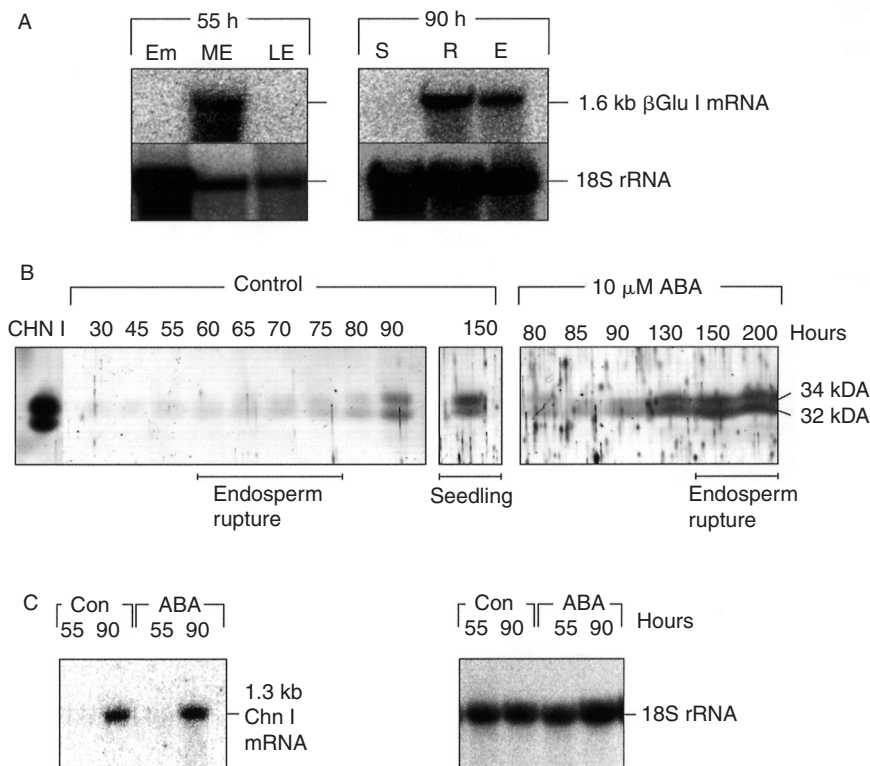 A
55 h
90 h
Em ME LE
S R E
1.6 kb βGlu I mRNA
18S rRNA
B
Control
10 μM ABA
CHN I 30 45 55 60 65 70 75 80 90 150 80 85 90 130 150 200 Hours
34 kDA
32 kDA
Endosperm rupture
Seedling
Endosperm rupture
C
Con ABA
55 90 55 90
1.3 kb
Chn I
mRNA
Con ABA
55 90 55 90 Hours
18S rRNA